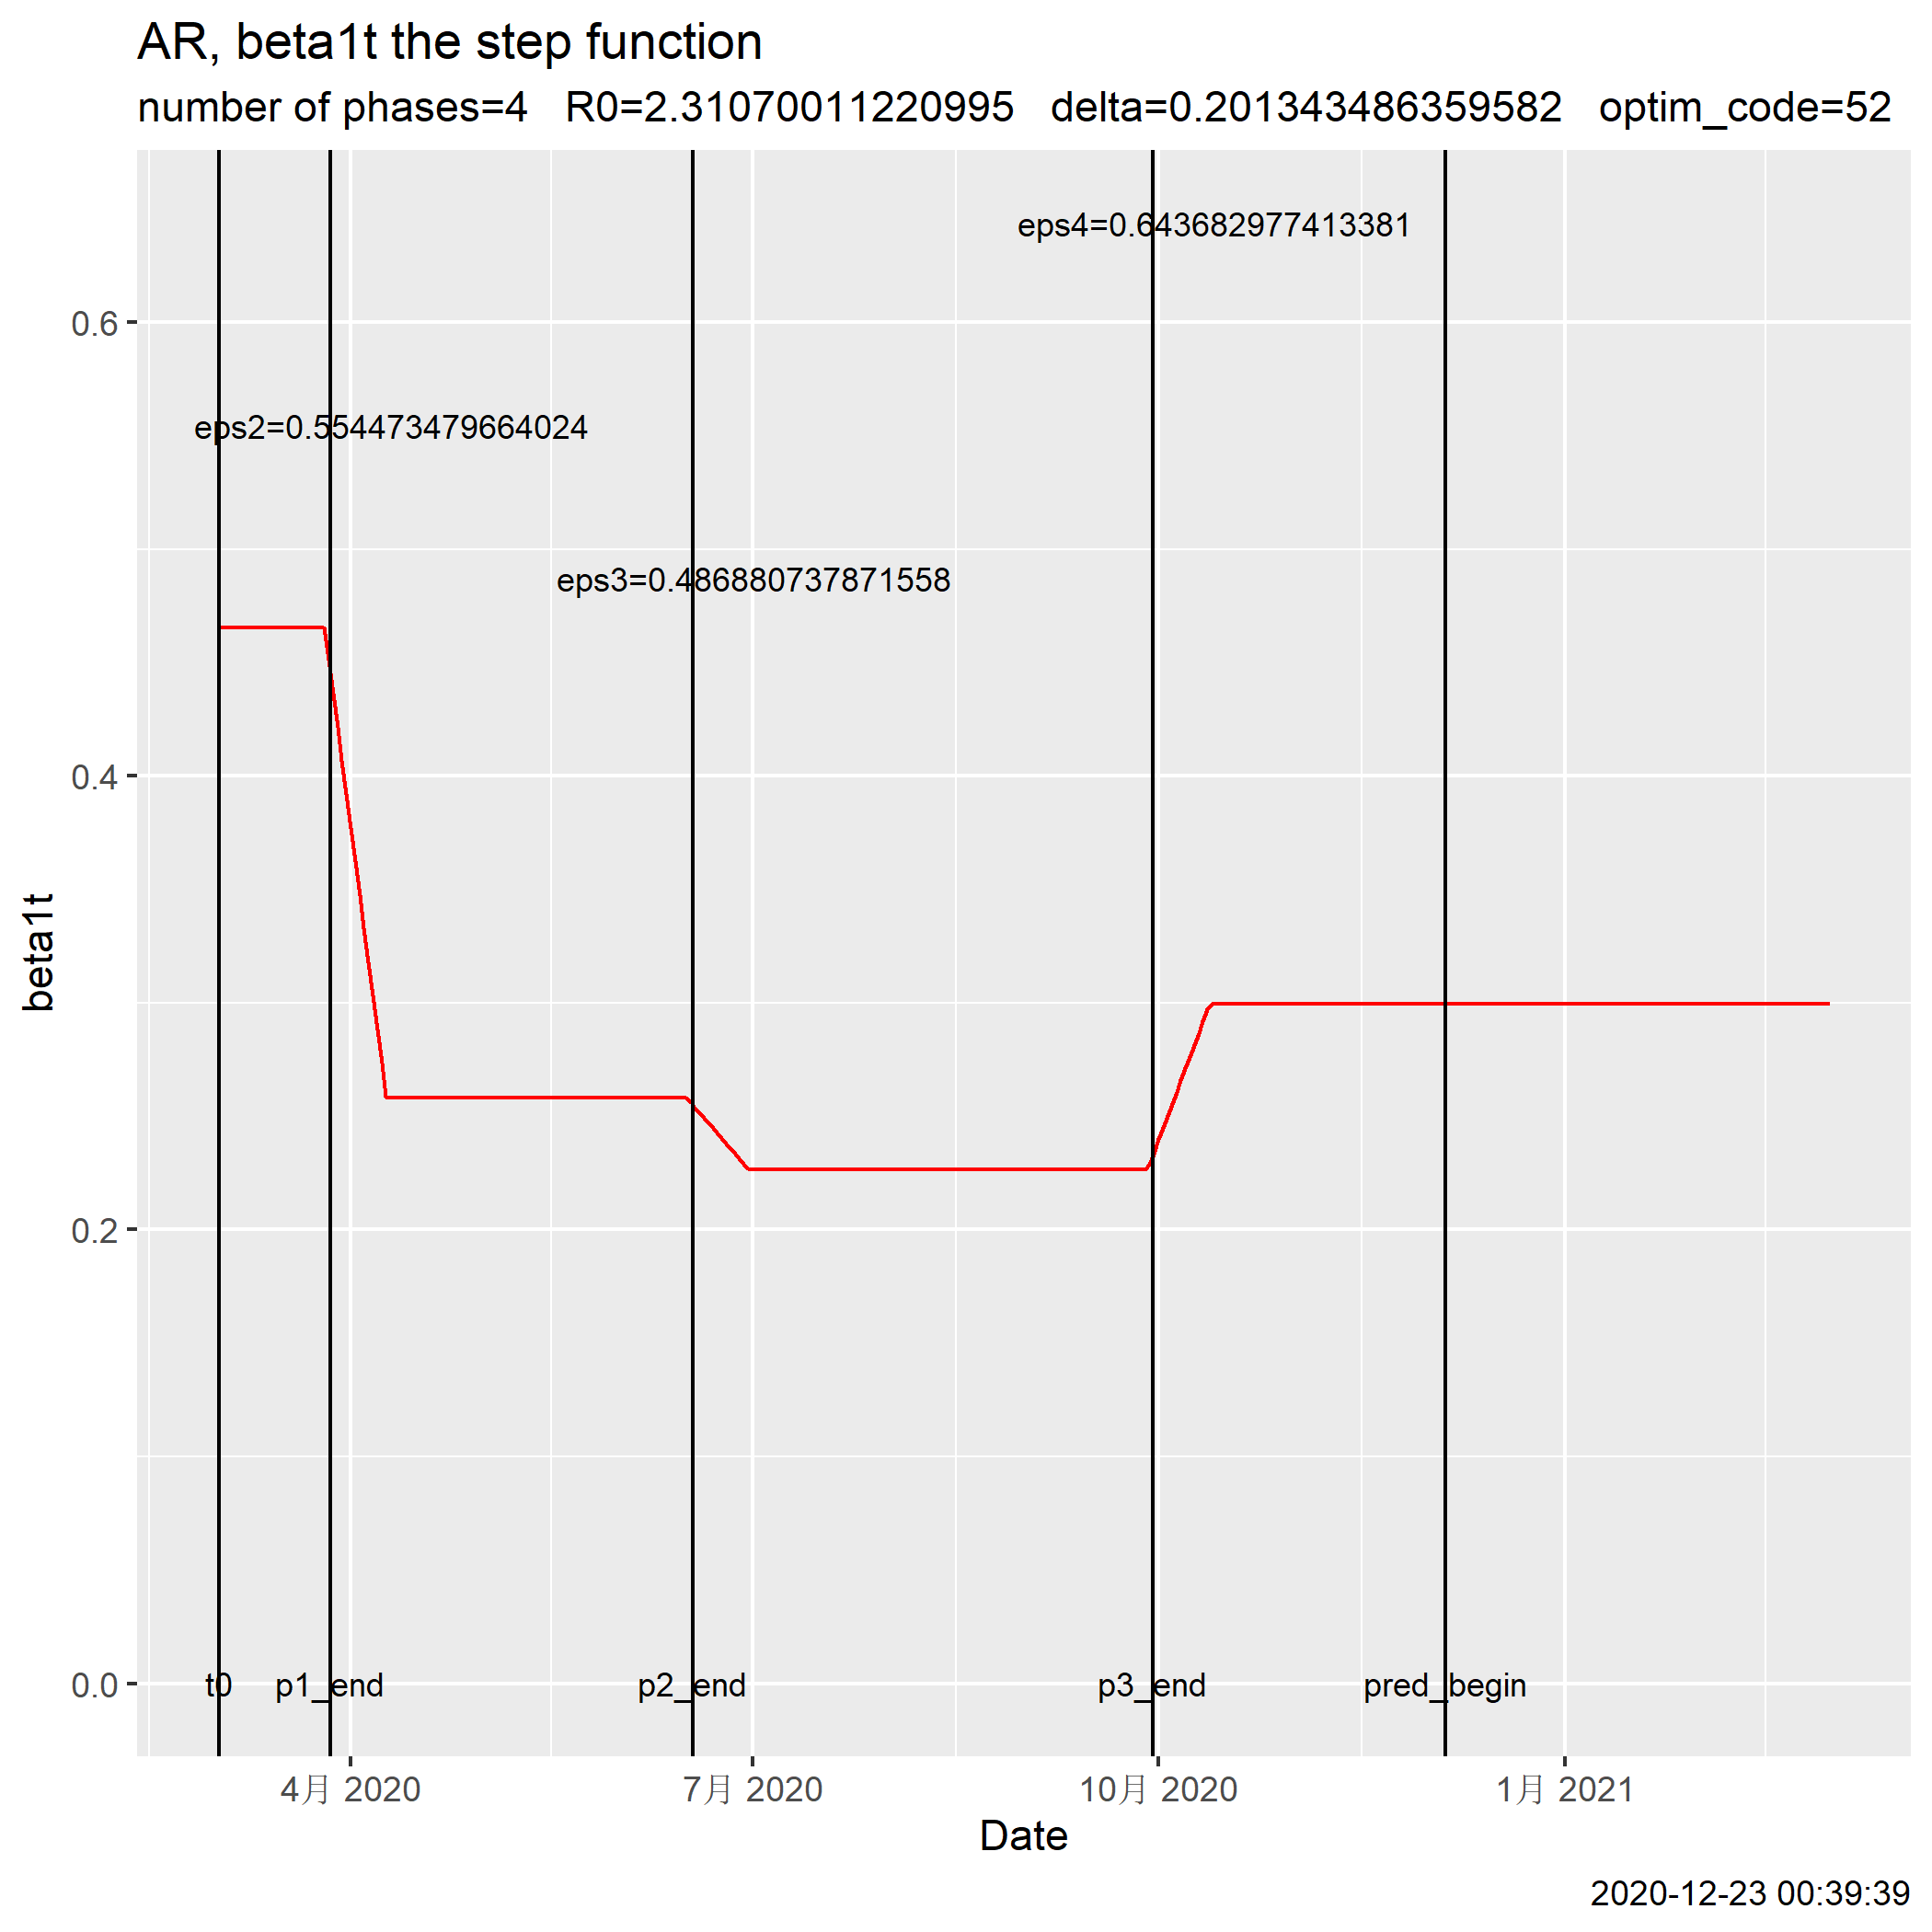 AR, beta1t the step function
number of phases=4 R0=2.31070011220995 delta=0.201343486359582 optim_code=52
eps4=0.643682977413381
0.6
eps2=0.554473479664024
eps3=0.486880737871558
0.4
beta1t
0.2
0.0
t0 p1_end p2_end p3_end pred_begin
4月 2020 7月 2020 10月 2020 1月 2021
Date
2020-12-23 00:39:39